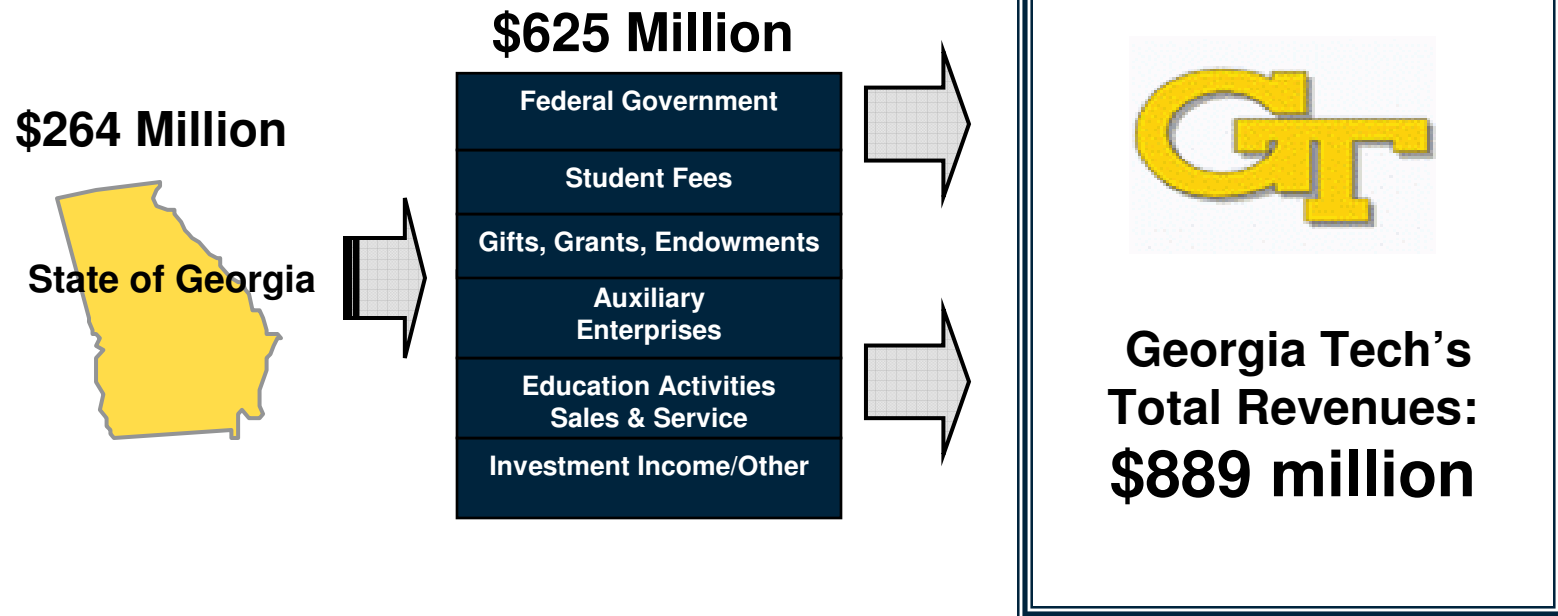 $264 Million
State of Georgia
$625 Million
Federal Government
Student Fees
Gifts, Grants, Endowments
Auxiliary
Enterprises
Education Activities
Sales & Service
Investment Income/Other
GT
Georgia Tech’s
Total Revenues:
$889 million